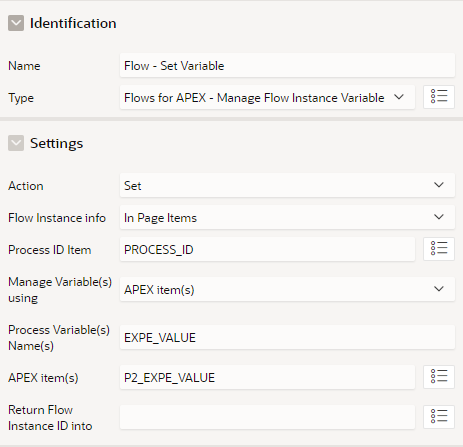 Identification
Name Flow - Set Variable
Type Flows for APEX - Manage Flow Instance Variable
Settings
Action Set
Flow Instance info In Page Items
Process ID Item PROCESS_ID
Manage Variable(s)
using APEX item(s)
Process Variable(s)
Name(s) EXPE_VALUE
APEX item(s) P2_EXPE_VALUE
Return Flow
Instance ID into